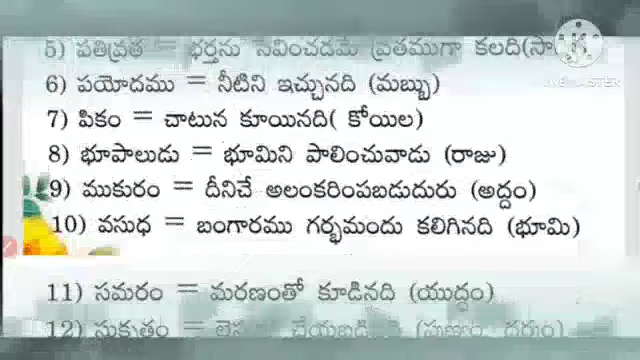 5) పతివ్రత = భర్తను సేవించడమే వ్రతముగా కలది(సా
6) పయోదము = నీటిని ఇచ్చునది (మబ్బు)
7) పికం = చాటున కూయినది( కోయిల)
8) భూపాలుడు = భూమిని పాలించువాడు (రాజు)
9) ముకురం = దీనిచే అలంకరింపబడుదురు (అద్దం)
10) వసుధ = బంగారము గర్భమందు కలిగినది (భూమి)
11) సమరం = మరణంతో కూడినది (యుద్ధం)
12) సుకృతం =